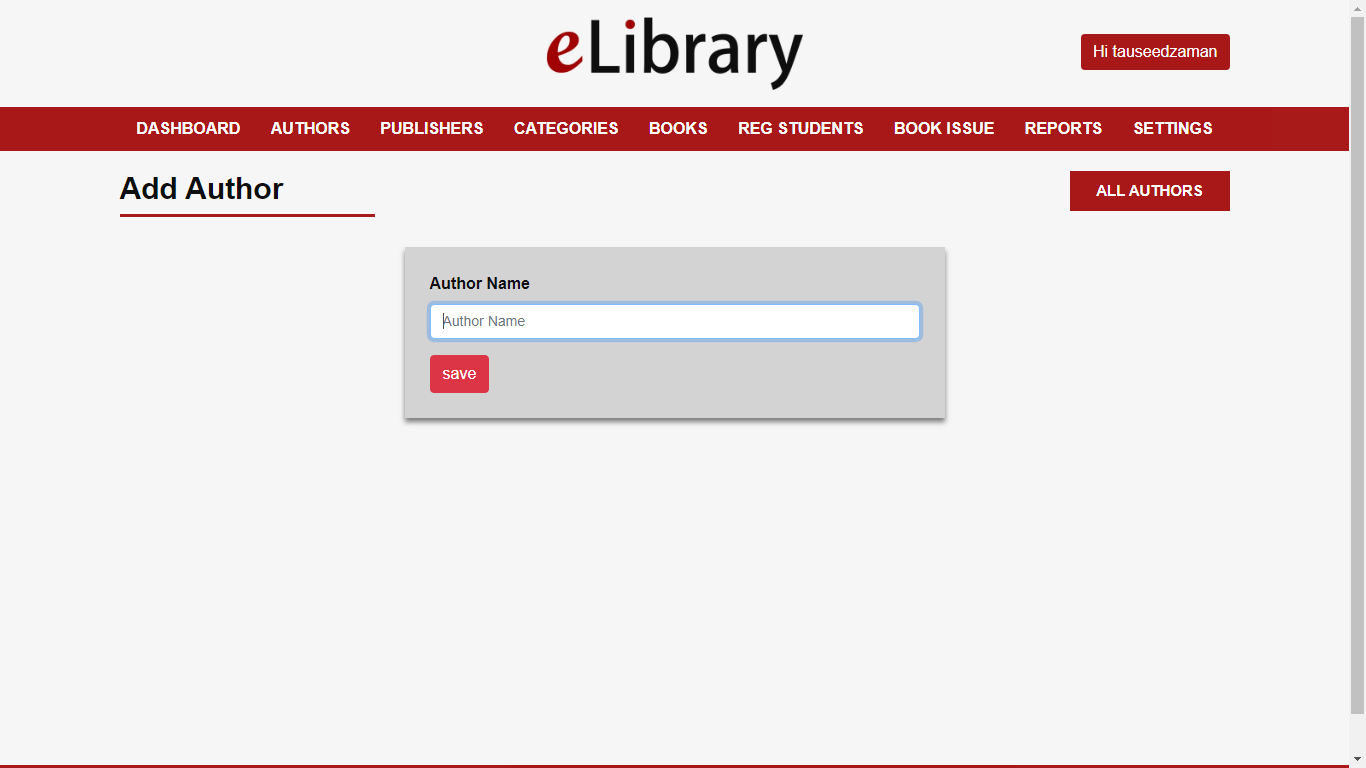 eLibrary
Hi tauseedzaman
DASHBOARD AUTHORS PUBLISHERS CATEGORIES BOOKS REG STUDENTS BOOK ISSUE REPORTS SETTINGS
Add Author
ALL AUTHORS
Author Name
Author Name
save